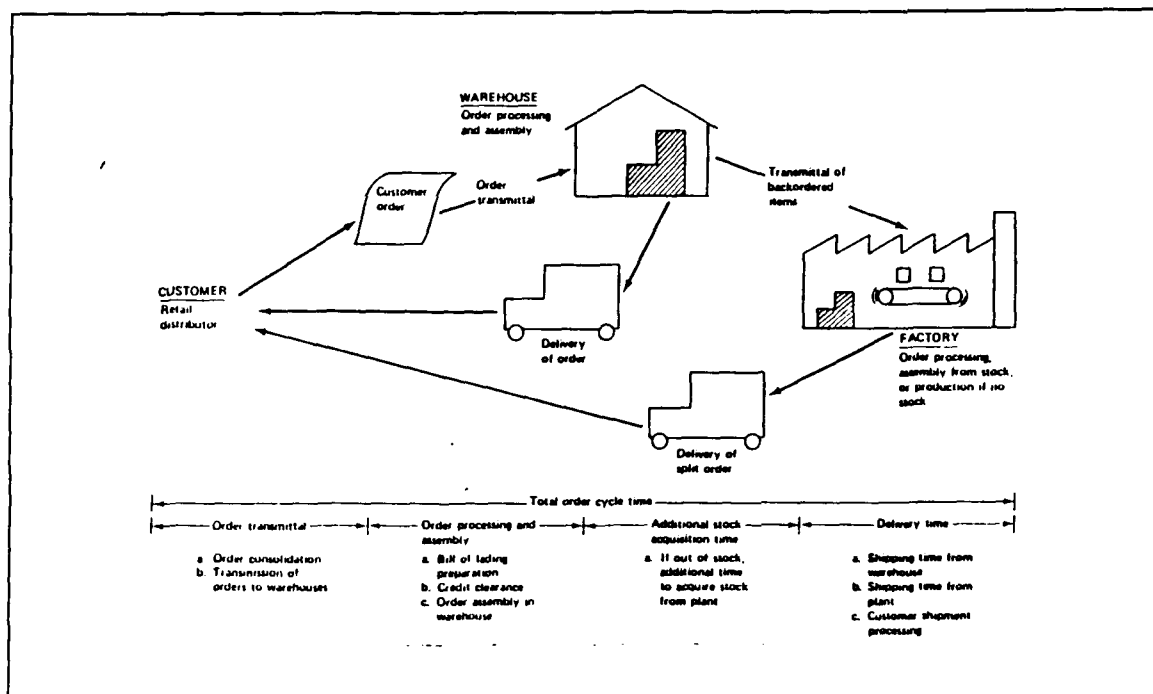 WAREHOUSE
Order processing
and assembly
Customer
order
Order
transmittal
Transmittal of
backordered
items
CUSTOMER
Retail
distributor
Delivery
of order
FACTORY
Order processing,
assembly from stock,
or production if no
stock
Delivery of
split order
Total order cycle time
Order transmittal
a Order consolidation
b. Transmission of
orders to warehouses
Order processing and
assembly
a. Bill of lading
preparation
b. Credit clearance
c. Order assembly in
warehouse
Additional stock
acquisition time
a. If out of stock,
additional time
to acquire stock
from plant
Delivery time
a. Shipping time from
warehouse
b. Shipping time from
plant
c. Customer shipment
processing